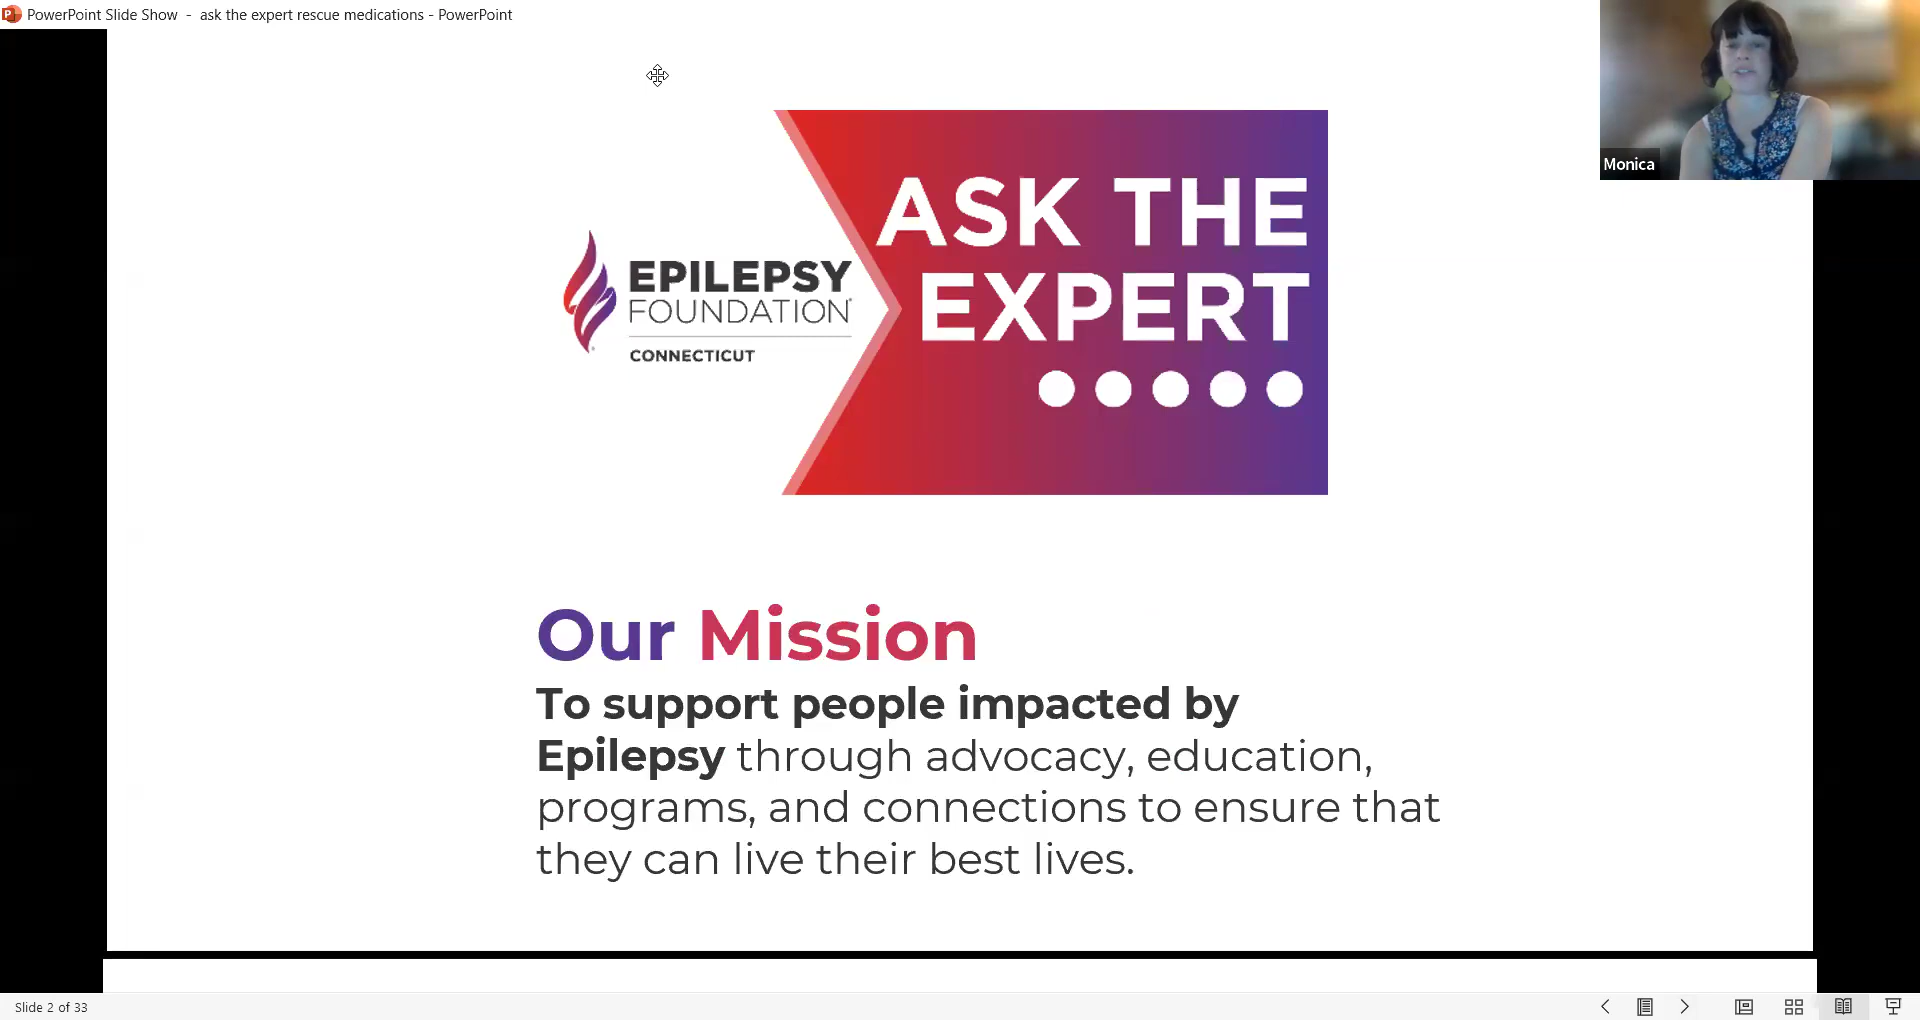 PowerPoint Slide Show - ask the expert rescue medications - PowerPoint
Monica
ASK THE
EXPERT
EPILEPSY
FOUNDATION
CONNECTICUT
Our Mission
To support people impacted by
Epilepsy through advocacy, education,
programs, and connections to ensure that
they can live their best lives.
Slide 2 of 33